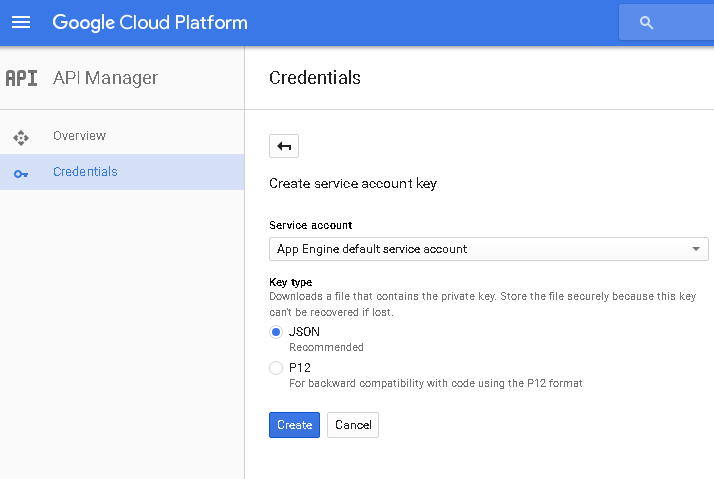 Google Cloud Platform
API API Manager
Credentials
Overview
Credentials
Create service account key
Service account
App Engine default service account
Key type
Downloads a file that contains the private key. Store the file securely because this key
can't be recovered if lost.
JSON
Recommended
P12
For backward compatibility with code using the P12 format
Create
Cancel